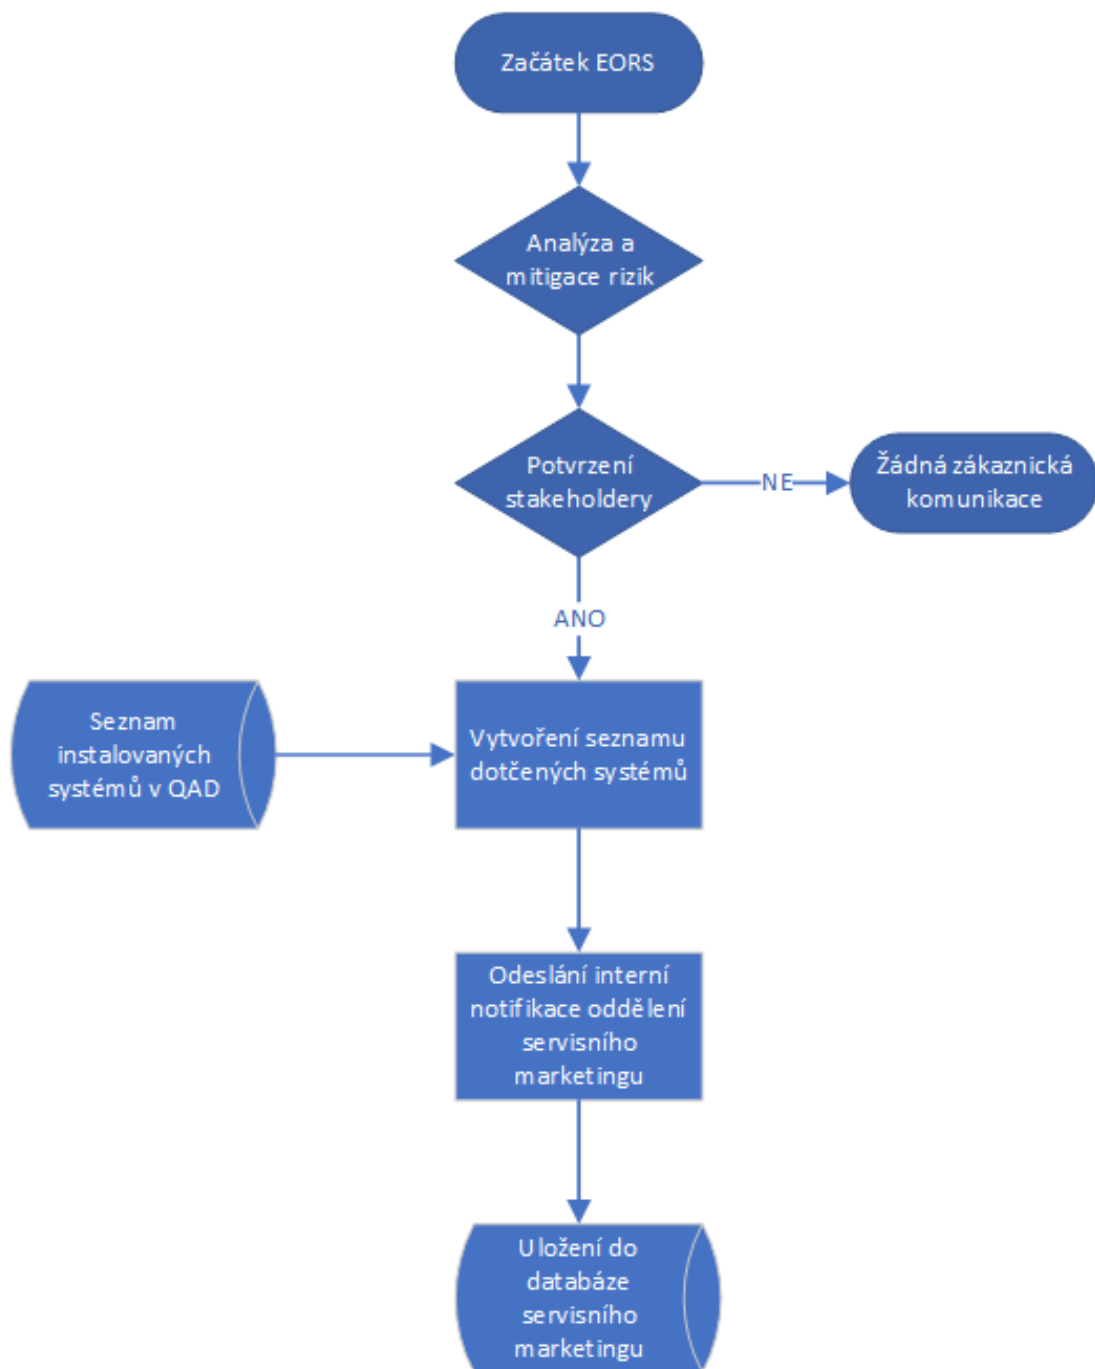 Začátek EORS
Analýza a
mitigace rizik
Potvrzení
stakeholdery
NE
Žádná zákaznická
komunikace
ANO
Seznam
instalovaných
systémů v QAD
Vytvoření seznamu
dotčených systémů
Odeslání interní
notifikace oddělení
servisního
marketingu
Uložení do
databáze
servisního
marketingu